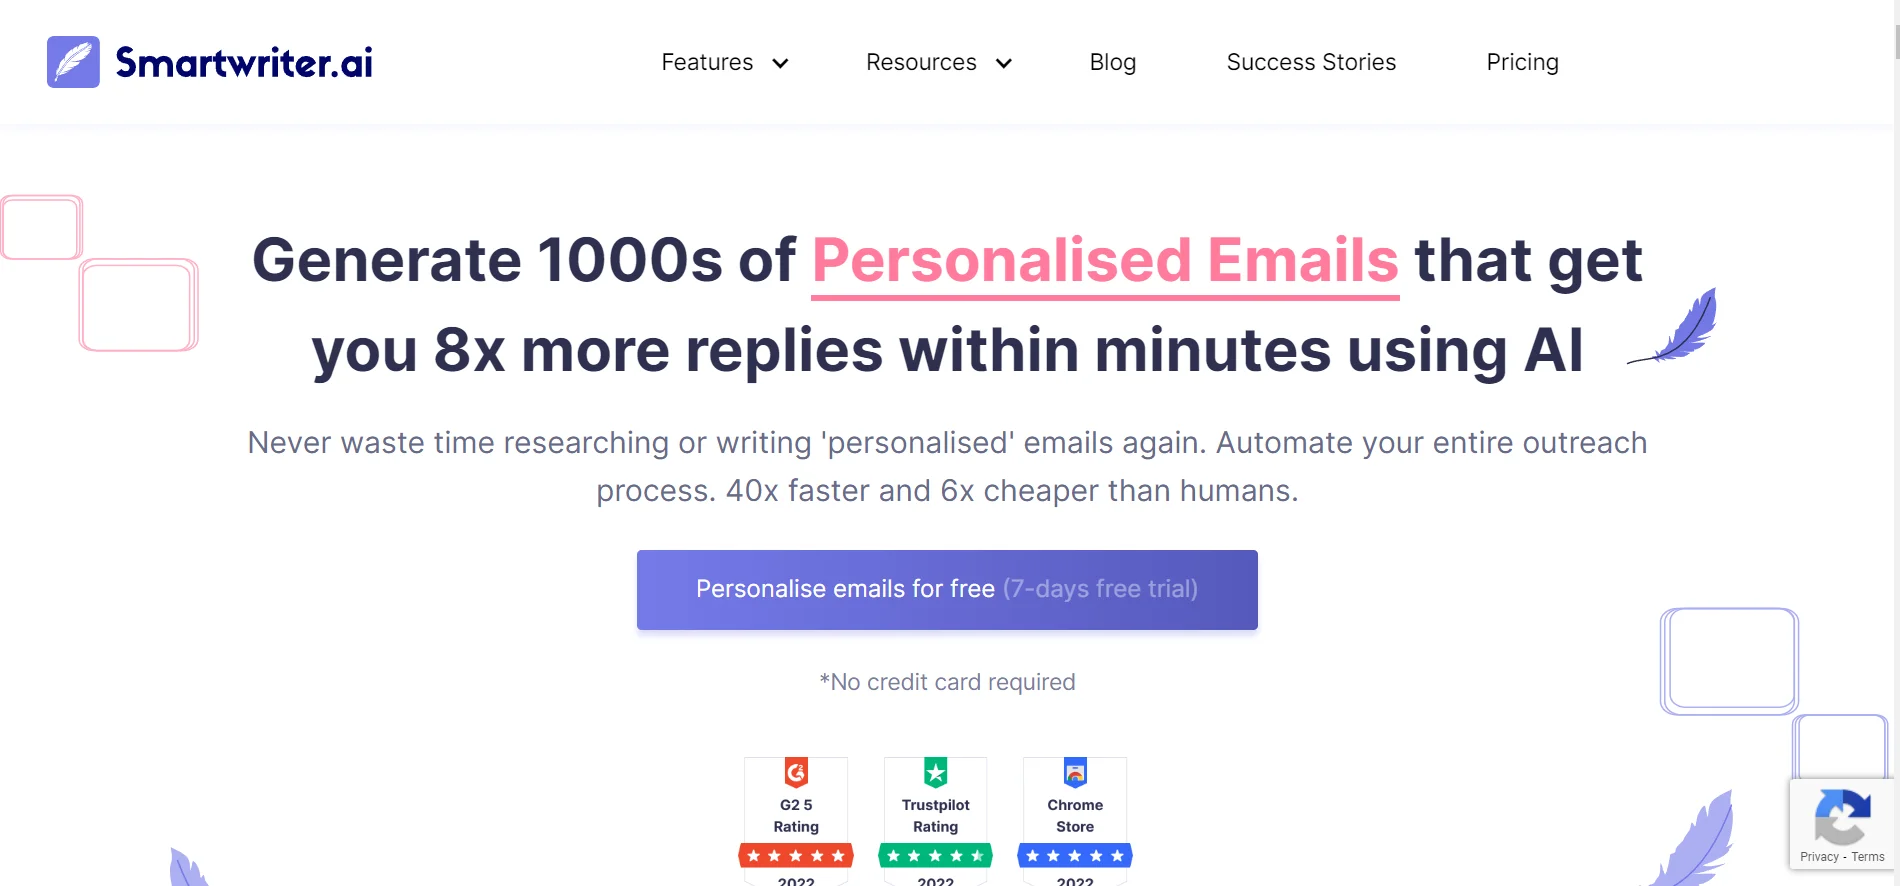 Smartwriter.ai
Features
Resources
Blog
Success Stories
Pricing
Generate 1000s of Personalised Emails that get
you 8x more replies within minutes using AI
Never waste time researching or writing 'personalised' emails again. Automate your entire outreach
process. 40x faster and 6x cheaper than humans.
Personalise emails for free (7-days free trial)
*No credit card required
G2 5
Rating
2022
Trustpilot
Rating
2022
Chrome
Store
2022
Privacy - Terms